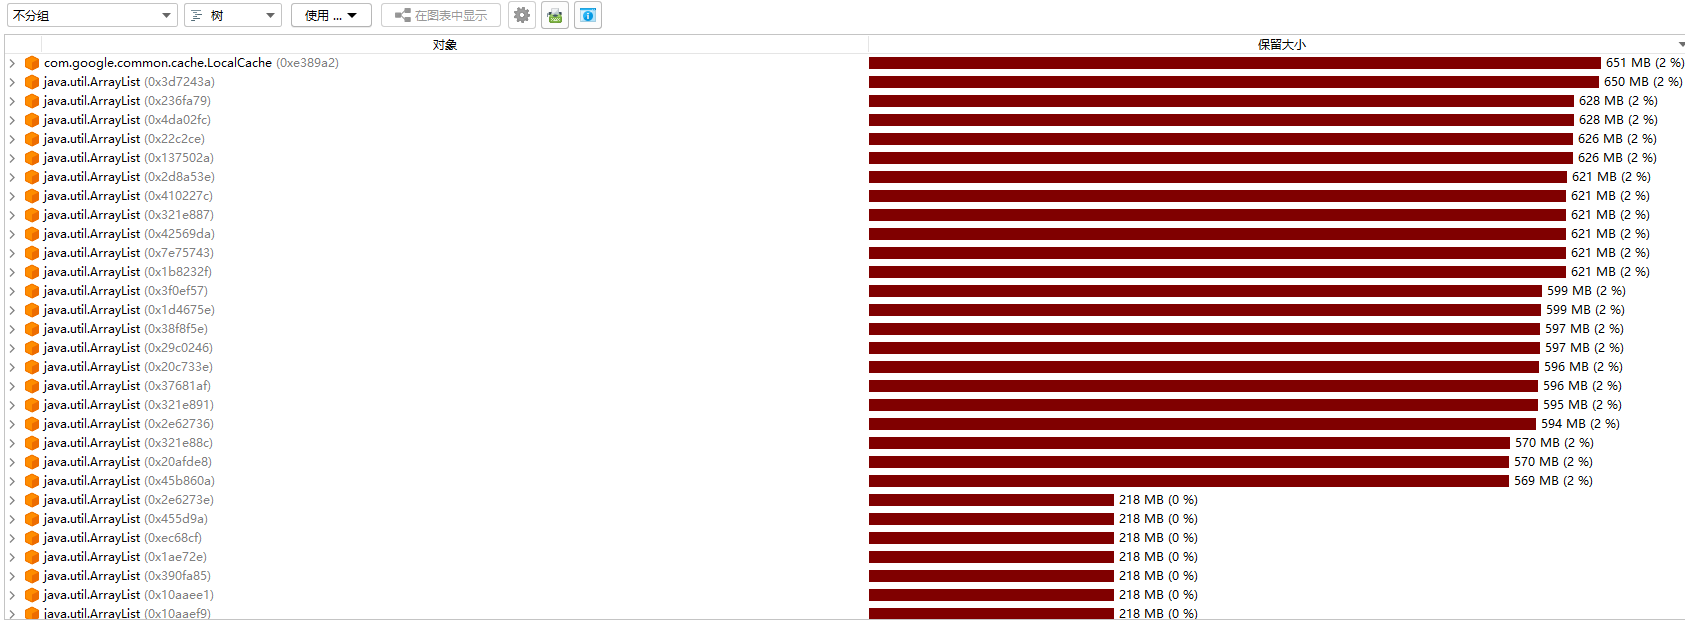 不分组 树 使用 ... 在图表中显示
对象 保留大小
com.google.common.cache.LocalCache (0xe389a2) 651 MB (2 %)
java.util.ArrayList (0x3d7243a) 650 MB (2 %)
java.util.ArrayList (0x236fa79) 628 MB (2 %)
java.util.ArrayList (0x4da02fc) 628 MB (2 %)
java.util.ArrayList (0x22c2ce) 626 MB (2 %)
java.util.ArrayList (0x137502a) 626 MB (2 %)
java.util.ArrayList (0x2d8a53e) 621 MB (2 %)
java.util.ArrayList (0x410227c) 621 MB (2 %)
java.util.ArrayList (0x321e887) 621 MB (2 %)
java.util.ArrayList (0x42569da) 621 MB (2 %)
java.util.ArrayList (0x7e75743) 621 MB (2 %)
java.util.ArrayList (0x1b8232f) 621 MB (2 %)
java.util.ArrayList (0x3f0ef57) 599 MB (2 %)
java.util.ArrayList (0x1d4675e) 599 MB (2 %)
java.util.ArrayList (0x38f8f5e) 597 MB (2 %)
java.util.ArrayList (0x29c0246) 597 MB (2 %)
java.util.ArrayList (0x20c733e) 596 MB (2 %)
java.util.ArrayList (0x37681af) 596 MB (2 %)
java.util.ArrayList (0x321e891) 595 MB (2 %)
java.util.ArrayList (0x2e62736) 594 MB (2 %)
java.util.ArrayList (0x321e88c) 570 MB (2 %)
java.util.ArrayList (0x20afde8) 570 MB (2 %)
java.util.ArrayList (0x45b860a) 569 MB (2 %)
java.util.ArrayList (0x2e6273e) 218 MB (0 %)
java.util.ArrayList (0x455d9a) 218 MB (0 %)
java.util.ArrayList (0xec68cf) 218 MB (0 %)
java.util.ArrayList (0x1ae72e) 218 MB (0 %)
java.util.ArrayList (0x390fa85) 218 MB (0 %)
java.util.ArrayList (0x10aaee1) 218 MB (0 %)
java.util.ArrayList (0x10aaef9) 218 MB (0 %)